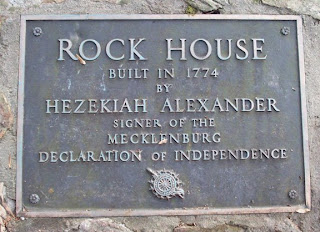 ROCK HOUSE
BUILT IN 1774
BY
HEZEKIAH ALEXANDER
SIGNER OF THE
MECKLENBURG
DECLARATION OF INDEPENDENCE